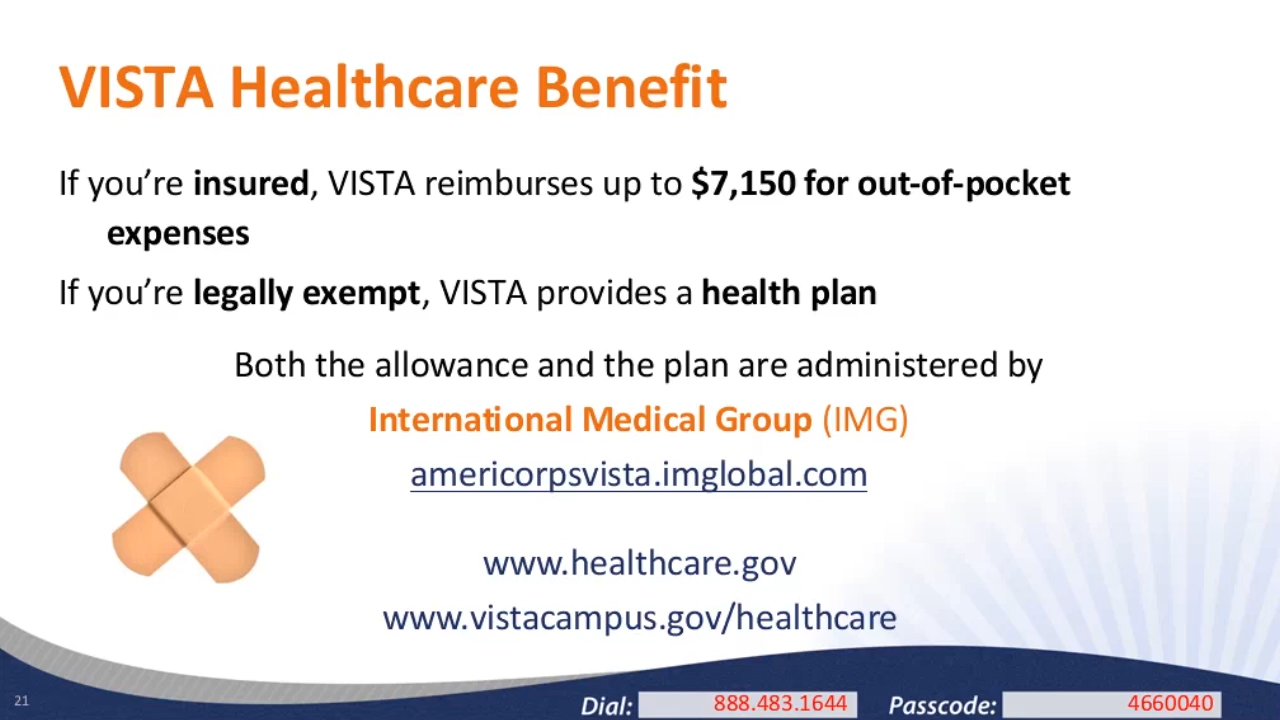 VISTA Healthcare Benefit
If you’re insured, VISTA reimburses up to $7,150 for out-of-pocket
expenses
If you’re legally exempt, VISTA provides a health plan
Both the allowance and the plan are administered by
International Medical Group (IMG)
americorpsvista.imglobal.com
www.healthcare.gov
www.vistacampus.gov/healthcare
21
Dial: 888.483.1644 Passcode: 4660040